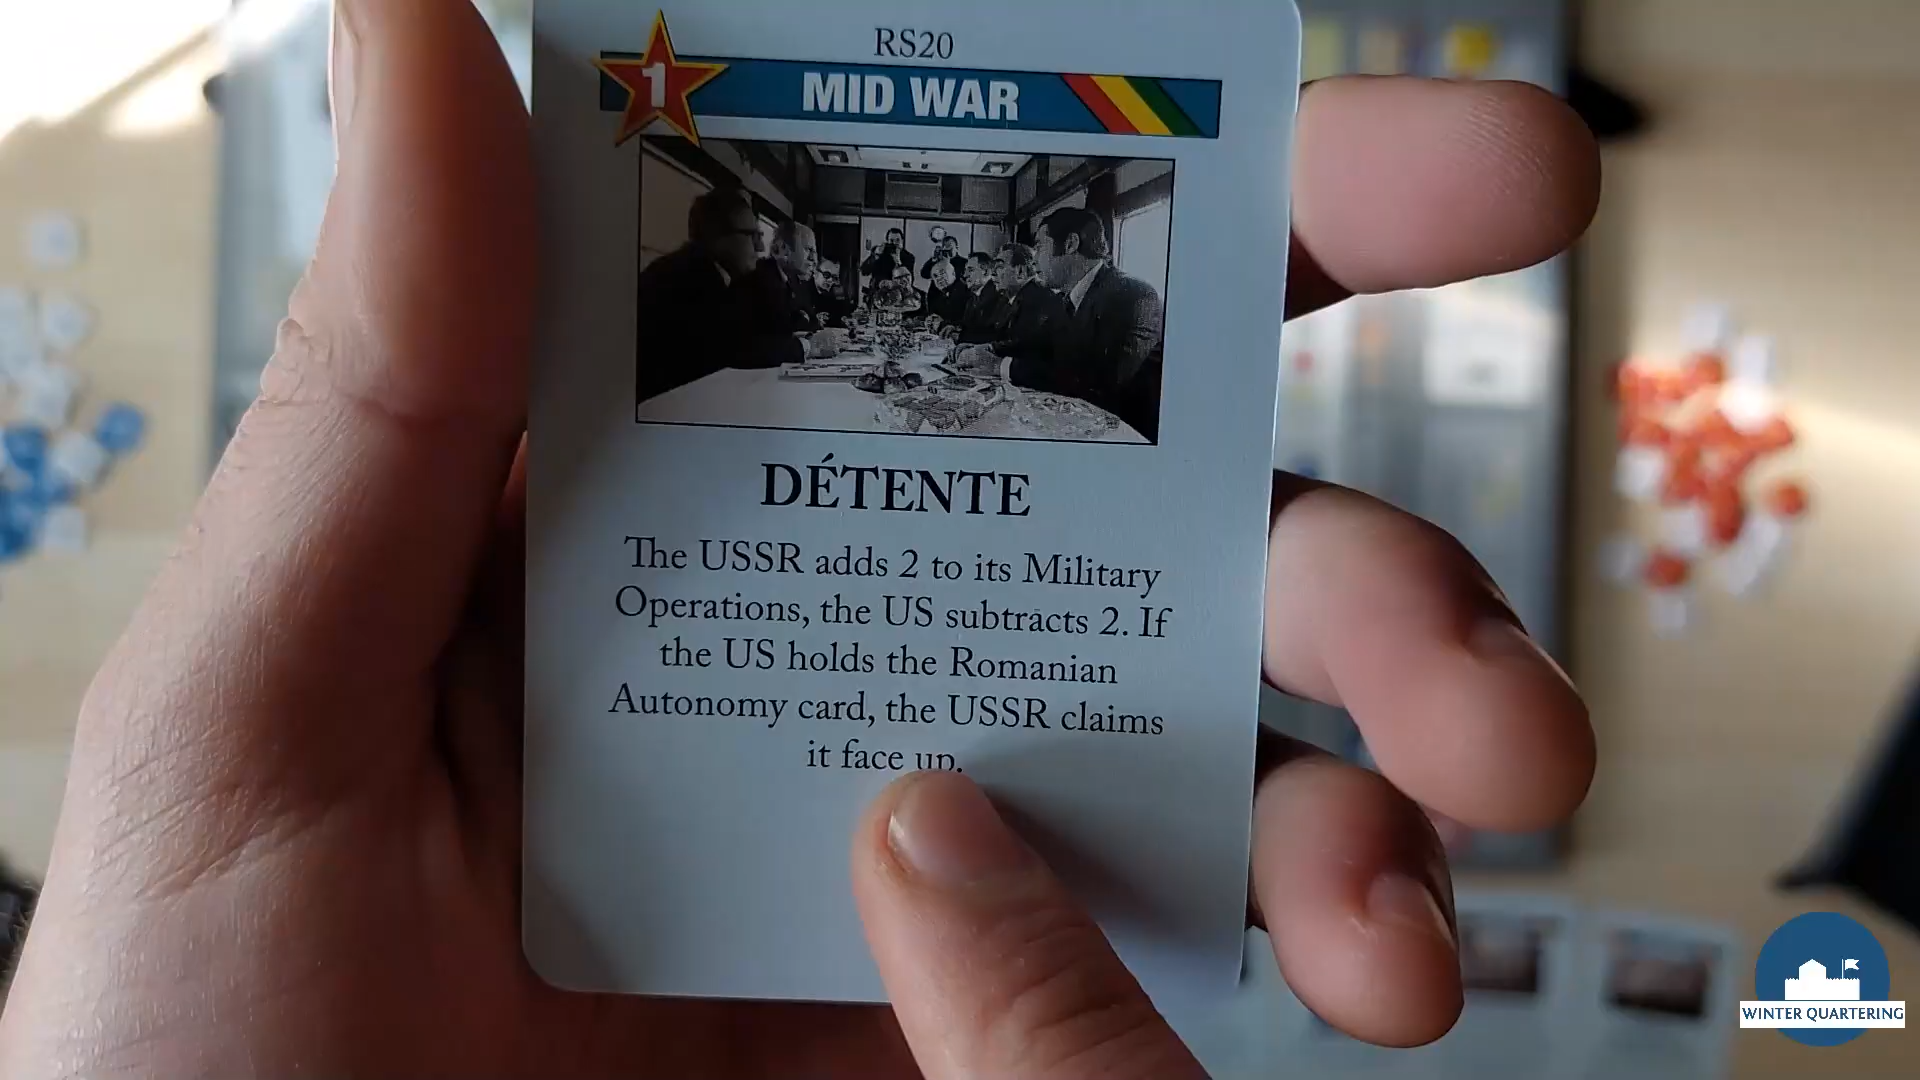 RS20
1
MID WAR
DÉTENTE
The USSR adds 2 to its Military
Operations, the US subtracts 2. If
the US holds the Romanian
Autonomy card, the USSR claims
it face up.
WINTER QUARTERING